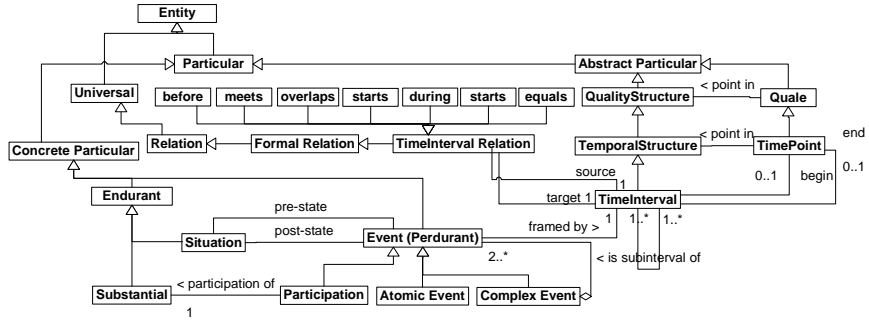 Entity
Particular
Abstract Particular
Universal
before
meets
overlaps
starts
during
starts
equals
QualityStructure
< point in
Quale
Concrete Particular
Relation
Formal Relation
TimeInterval Relation
TemporalStructure
< point in
TimePoint
end
0..1
begin
0..1
source
1
target 1
TimeInterval
Endurant
1
1..*
1..*
framed by >
pre-state
post-state
Situation
Event (Perdurant)
2..*
< is subinterval of
< participation of
Substantial
1
Participation
Atomic Event
Complex Event